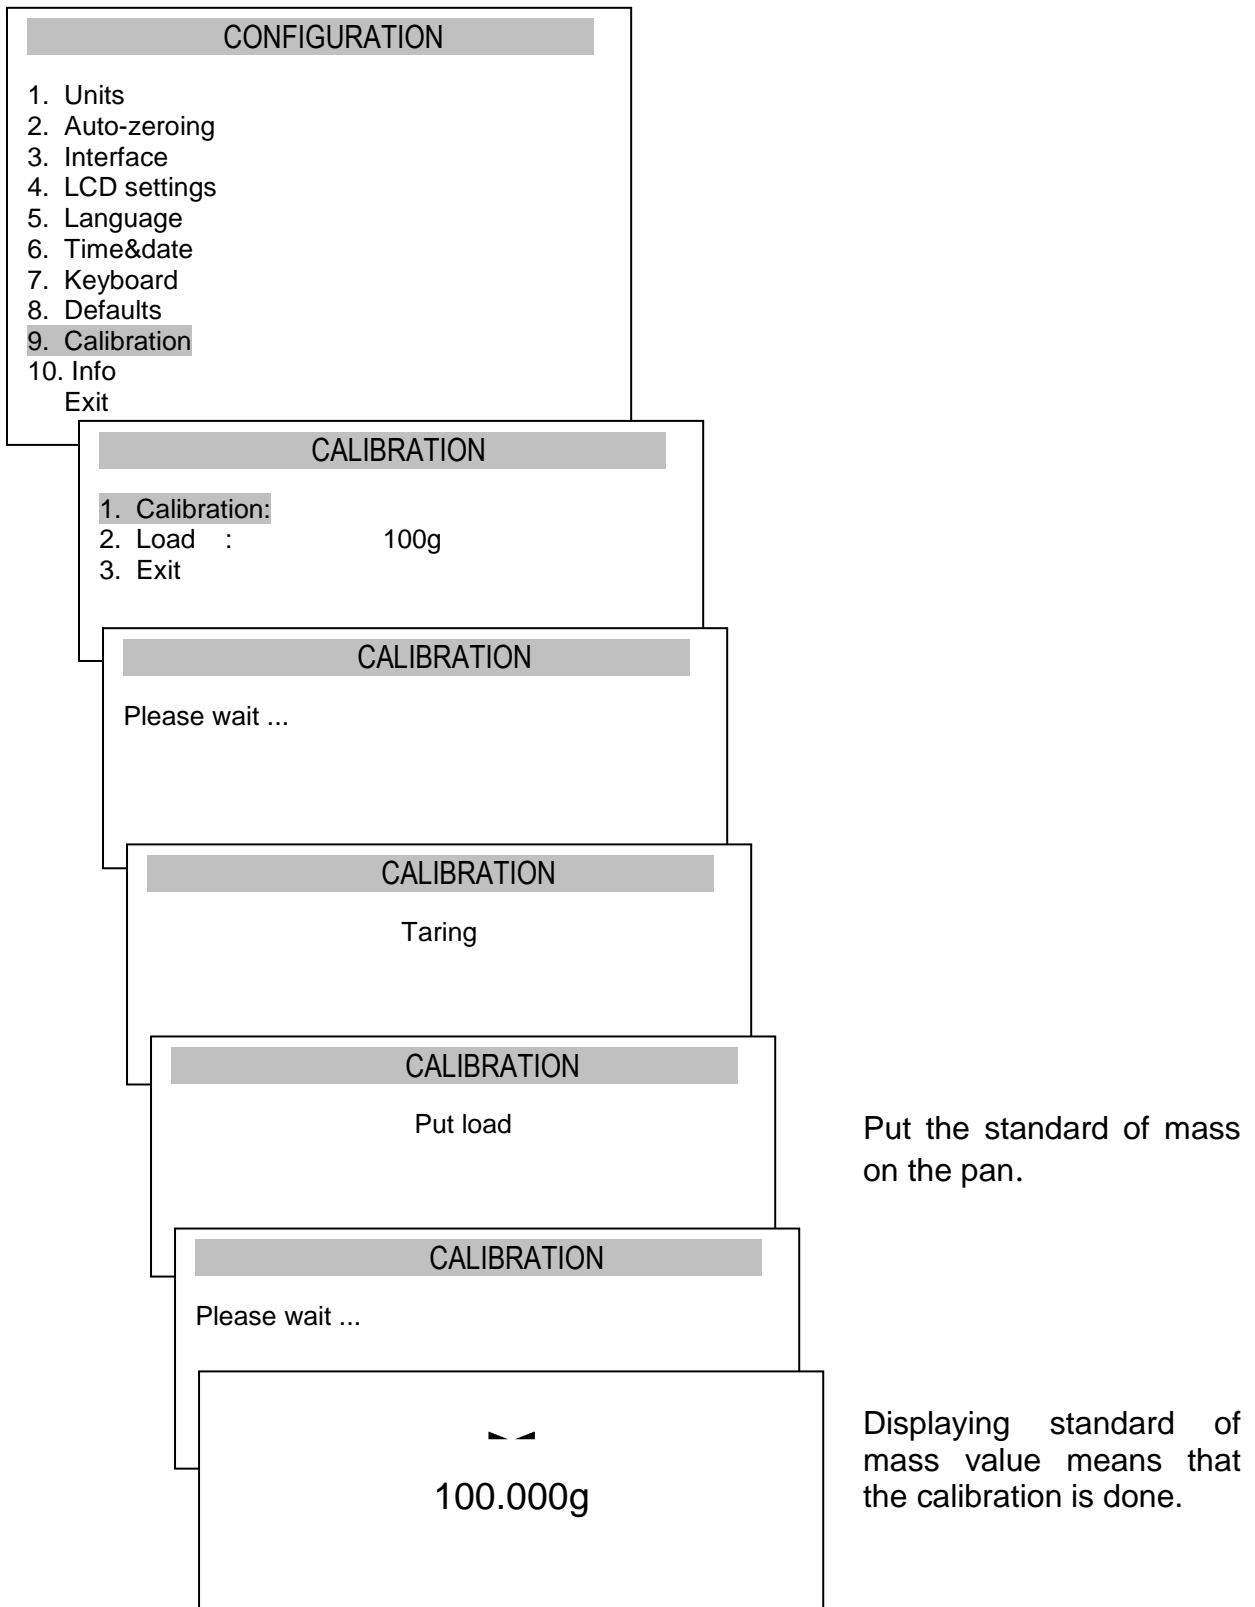 CONFIGURATION
1. Units
2. Auto-zeroing
3. Interface
4. LCD settings
5. Language
6. Time&date
7. Keyboard
8. Defaults
9. Calibration
10. Info
Exit
CALIBRATION
1. Calibration:
2. Load : 100g
3. Exit
CALIBRATION
Please wait ...
CALIBRATION
Taring
CALIBRATION
Put load
Put the standard of mass
on the pan.
CALIBRATION
Please wait ...
100.000g
Displaying standard of
mass value means that
the calibration is done.